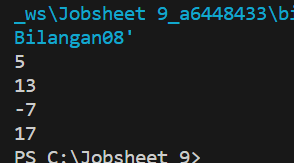 _ws\Jobsheet 9_a6448433\bi
Bilangan08'
5
13
-7
17
PS C:\Jobsheet 9>